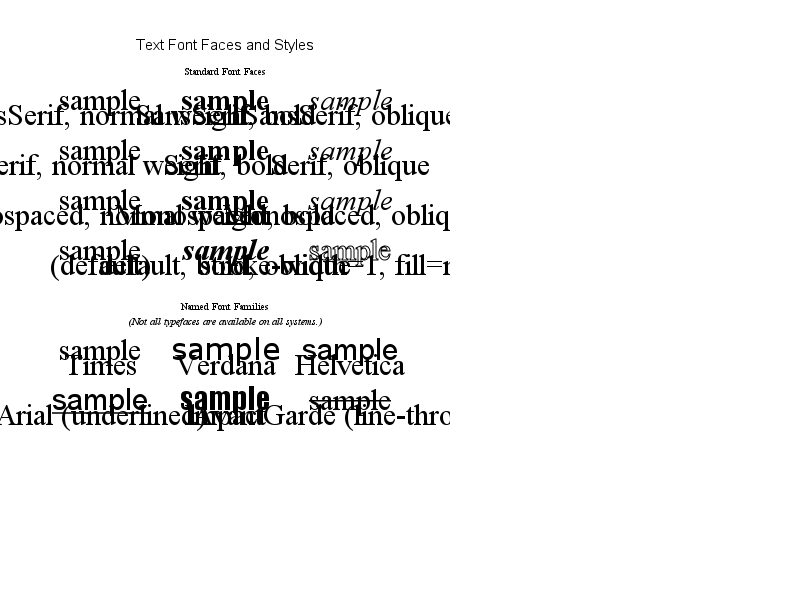 Text Font Faces and Styles
Standard Font Faces
sample sample sample
sSerif, normal weight SansSerif, bold SansSerif, oblique
sample sample sample
erif, normal weight Serif, bold Serif, oblique
sample sample sample
ospaced, normal weight Monospaced, bold Monospaced, obliq
sample sample sample
(default) default, bold, oblique stroke-width=1, fill=n
Named Font Families
(Not all typefaces are available on all systems.)
sample sample sample
Times Verdana Helvetica
sample sample sample
Arial (underlined) Impact AvantGarde (line-thro